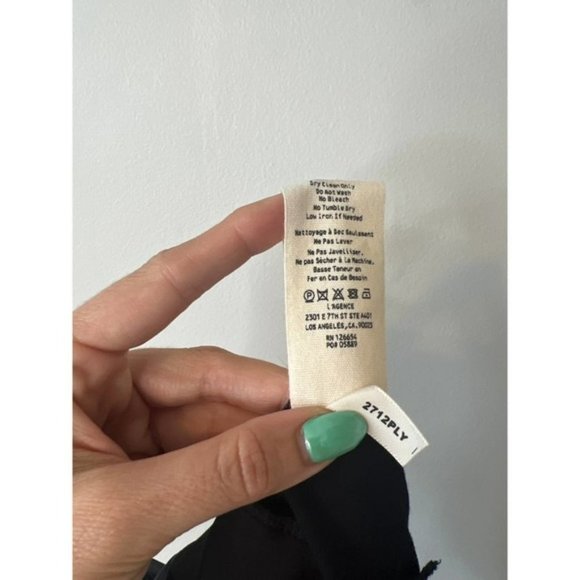 Dry Clean Only
Do Not Wash
No Bleach
No Tumble Dry
Low Iron If Needed
Nettoyage à Sec Seulement
Ne Pas Laver
Ne Pas Javelliser.
Ne pas Sécher à la Machine.
Basse Teneur en
Fer en Cas de Besoin
L'AGENCE
2301 E 7TH ST STE A401
LOS ANGELES, CA. 90023
RN 126654
PO# 05889
2712PLY